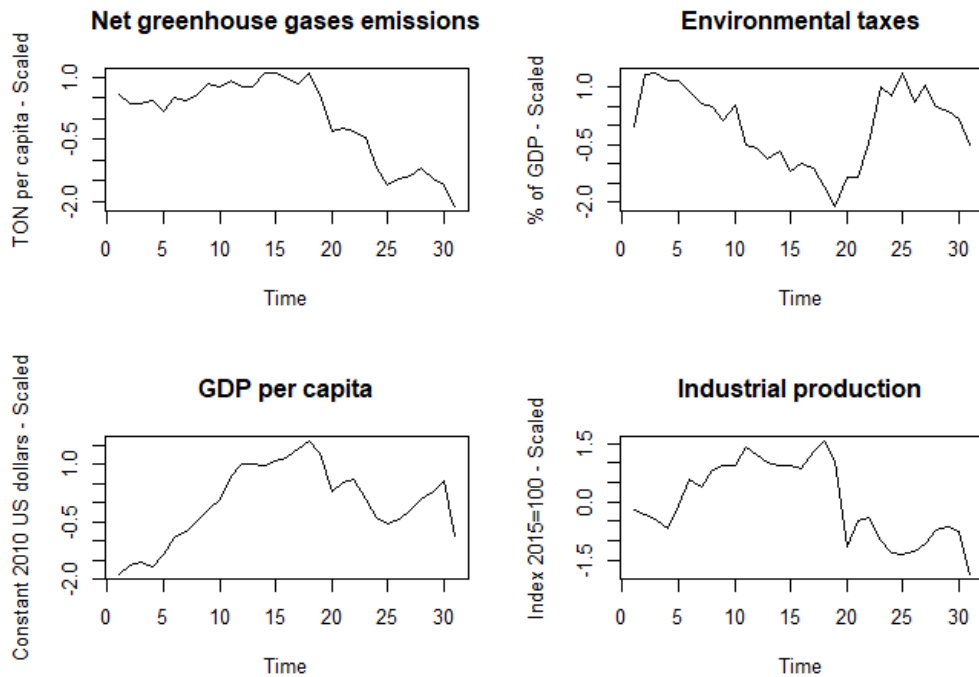 Net greenhouse gases emissions
TON per capita - Scaled
1.0
-0.5
-2.0
0 5 10 15 20 25 30
Time
Environmental taxes
% of GDP - Scaled
1.0
-0.5
-2.0
0 5 10 15 20 25 30
Time
GDP per capita
Constant 2010 US dollars - Scaled
1.0
-0.5
-2.0
0 5 10 15 20 25 30
Time
Industrial production
Index 2015=100 - Scaled
1.5
0.0
-1.5
0 5 10 15 20 25 30
Time